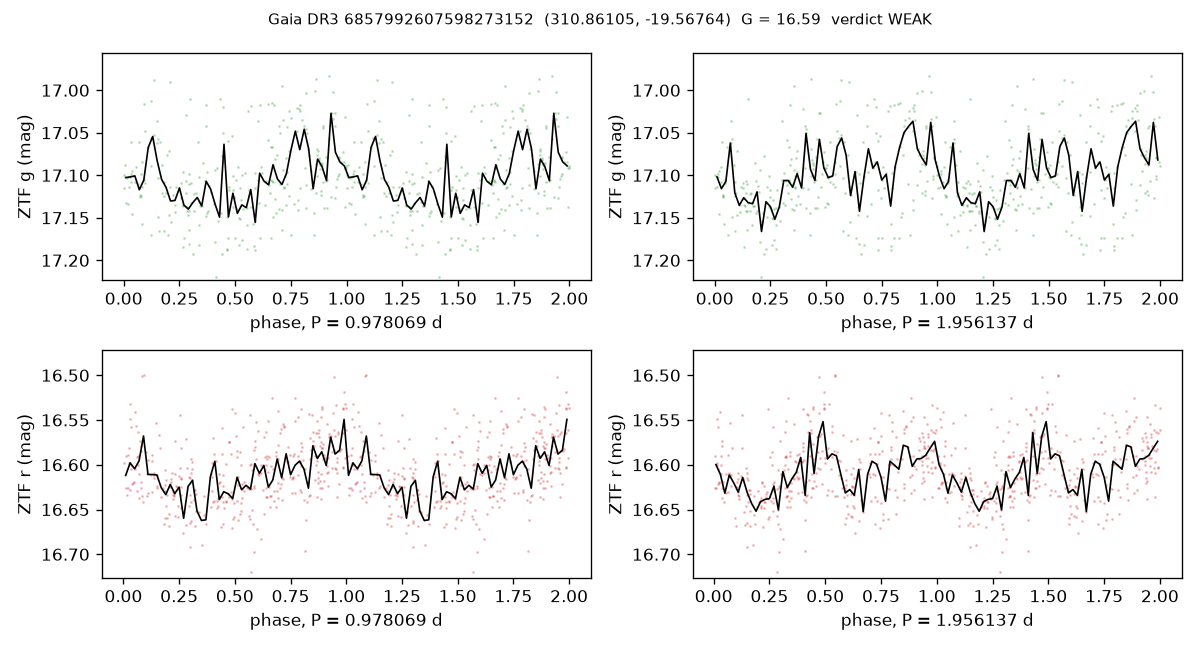 Gaia DR3 6857992607598273152 (310.86105, -19.56764) G = 16.59 verdict WEAK
ZTF g (mag)
17.00
17.05
17.10
17.15
17.20
0.00 0.25 0.50 0.75 1.00 1.25 1.50 1.75 2.00
phase, P = 0.978069 d
ZTF g (mag)
17.00
17.05
17.10
17.15
17.20
0.00 0.25 0.50 0.75 1.00 1.25 1.50 1.75 2.00
phase, P = 1.956137 d
ZTF r (mag)
16.50
16.55
16.60
16.65
16.70
0.00 0.25 0.50 0.75 1.00 1.25 1.50 1.75 2.00
phase, P = 0.978069 d
ZTF r (mag)
16.50
16.55
16.60
16.65
16.70
0.00 0.25 0.50 0.75 1.00 1.25 1.50 1.75 2.00
phase, P = 1.956137 d